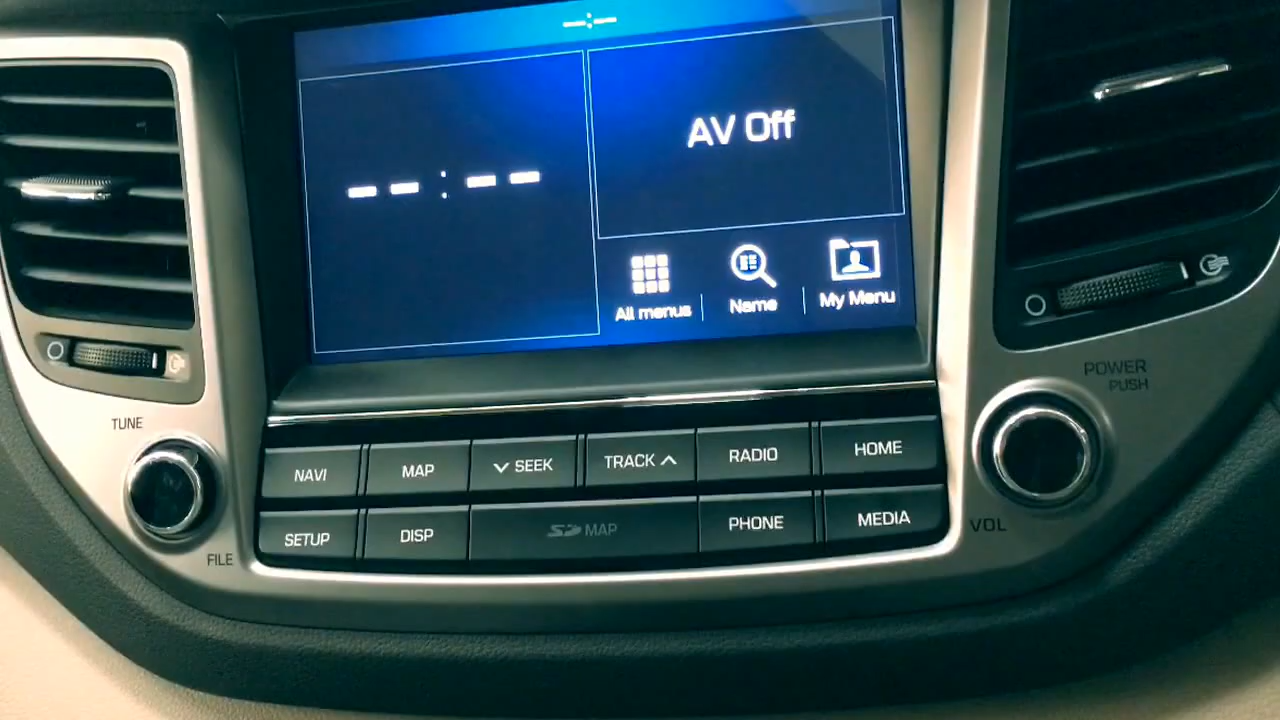 --:--
-- : --
AV Off
All menus
Name
My Menu
POWER
PUSH
TUNE
NAVI
MAP
SEEK
TRACK
RADIO
HOME
SETUP
DISP
SD MAP
PHONE
MEDIA
VOL
FILE